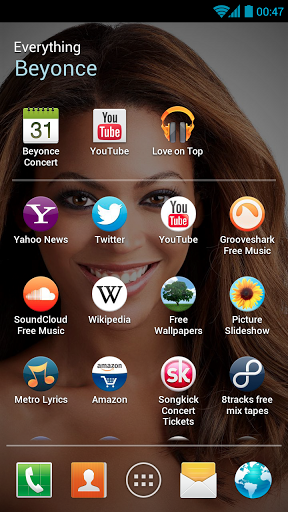 00:47
Everything
Beyonce
31
You
Tube
Beyonce
Concert
YouTube
Love on Top
Y!
You
Tube
Yahoo News
Twitter
YouTube
Grooveshark
Free Music
W
SoundCloud
Free Music
Wikipedia
Free
Wallpapers
Picture
Slideshow
amazon
sk
Metro Lyrics
Amazon
Songkick
Concert
Tickets
8tracks free
mix tapes